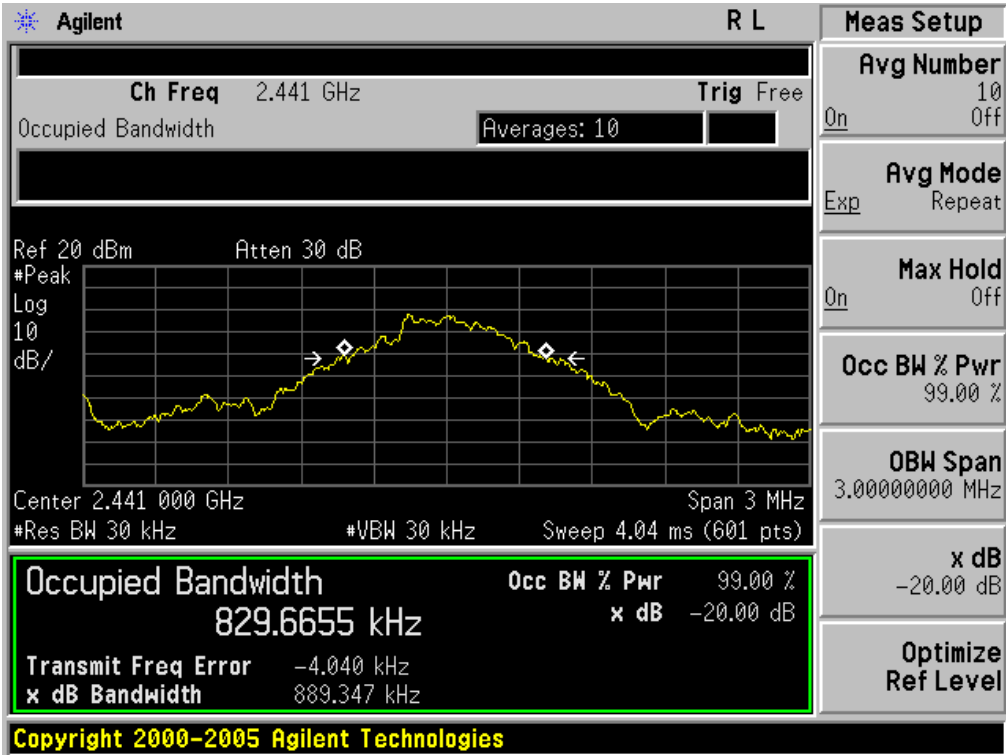 Agilent
R L
Meas Setup
Ch Freq 2.441 GHz
Trig Free
Occupied Bandwidth
Averages: 10
Ref 20 dBm
Atten 30 dB
#Peak
Log
10
dB/
Center 2.441 000 GHz
Span 3 MHz
#Res BW 30 kHz
#VBW 30 kHz
Sweep 4.04 ms (601 pts)
Occupied Bandwidth
829.6655 kHz
Occ BW % Pwr 99.00 %
x dB -20.00 dB
Transmit Freq Error -4.040 kHz
x dB Bandwidth 889.347 kHz
Avg Number
10
On Off
Avg Mode
Exp Repeat
Max Hold
On Off
Occ BW % Pwr
99.00 %
OBW Span
3.00000000 MHz
x dB
-20.00 dB
Optimize
Ref Level
Copyright 2000-2005 Agilent Technologies